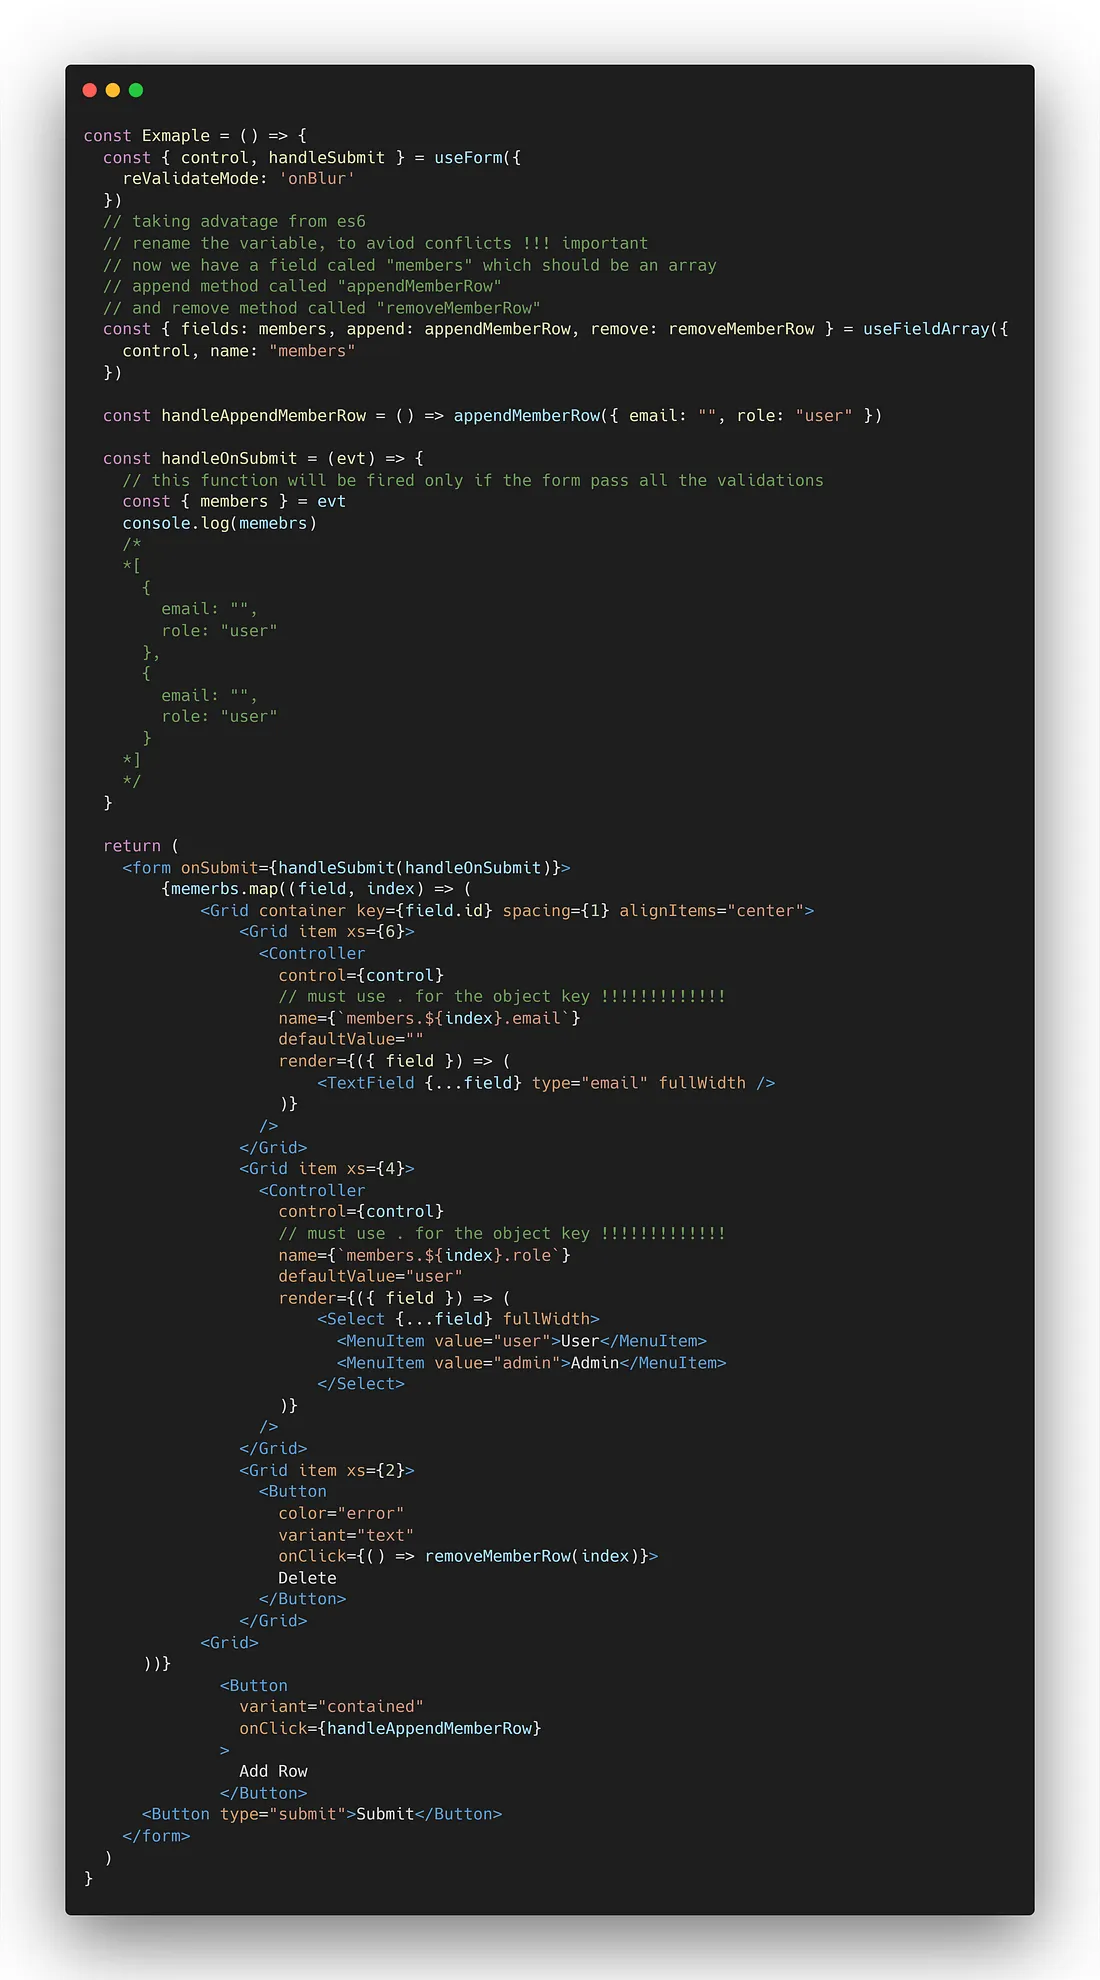 const Exmaple = () => {
  const { control, handleSubmit } = useForm({
    reValidateMode: 'onBlur'
  })
  // taking advatage from es6
  // rename the variable, to aviod conflicts !!! important
  // now we have a field caled "members" which should be an array
  // append method called "appendMemberRow"
  // and remove method called "removeMemberRow"
  const { fields: members, append: appendMemberRow, remove: removeMemberRow } = useFieldArray({
    control, name: "members"
  })

  const handleAppendMemberRow = () => appendMemberRow({ email: "", role: "user" })

  const handleOnSubmit = (evt) => {
    // this function will be fired only if the form pass all the validations
    const { members } = evt
    console.log(memebrs)
    /*
    *[
      {
        email: "",
        role: "user"
      },
      {
        email: "",
        role: "user"
      }
    *]
    */
  }

  return (
    <form onSubmit={handleSubmit(handleOnSubmit)}>
        {memerbs.map((field, index) => (
            <Grid container key={field.id} spacing={1} alignItems="center">
                <Grid item xs={6}>
                  <Controller
                    control={control}
                    // must use . for the object key !!!!!!!!!!!!!
                    name={`members.${index}.email`}
                    defaultValue=""
                    render={({ field }) => (
                        <TextField {...field} type="email" fullWidth />
                    )}
                  />
                </Grid>
                <Grid item xs={4}>
                  <Controller
                    control={control}
                    // must use . for the object key !!!!!!!!!!!!!
                    name={`members.${index}.role`}
                    defaultValue="user"
                    render={({ field }) => (
                        <Select {...field} fullWidth>
                          <MenuItem value="user">User</MenuItem>
                          <MenuItem value="admin">Admin</MenuItem>
                        </Select>
                    )}
                  />
                </Grid>
                <Grid item xs={2}>
                  <Button
                    color="error"
                    variant="text"
                    onClick={() => removeMemberRow(index)}>
                    Delete
                  </Button>
                </Grid>
            <Grid>
      ))}
              <Button
                variant="contained"
                onClick={handleAppendMemberRow}
              >
                Add Row
              </Button>
      <Button type="submit">Submit</Button>
    </form>
  )
}